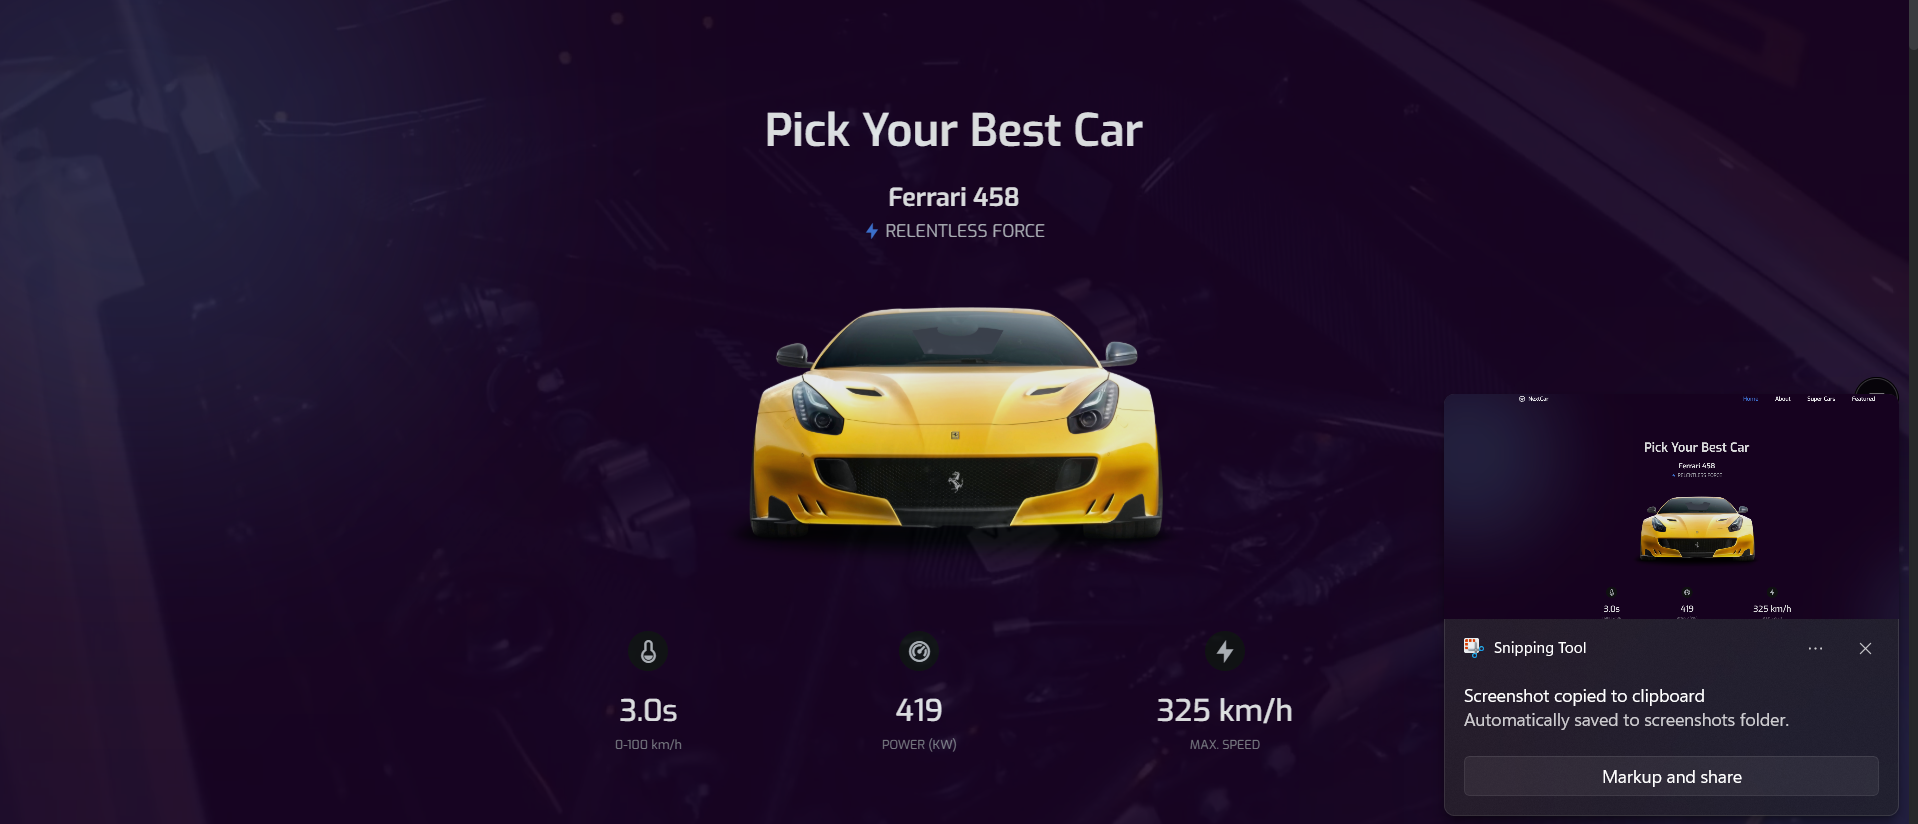 Pick Your Best Car
Ferrari 458
RELENTLESS FORCE
3.0s
0-100 km/h
419
POWER (KW)
325 km/h
MAX. SPEED
NextCar
Home
About
Super Cars
Featured
Pick Your Best Car
Ferrari 458
RELENTLESS FORCE
3.0s
419
325 km/h
Snipping Tool
Screenshot copied to clipboard
Automatically saved to screenshots folder.
Markup and share